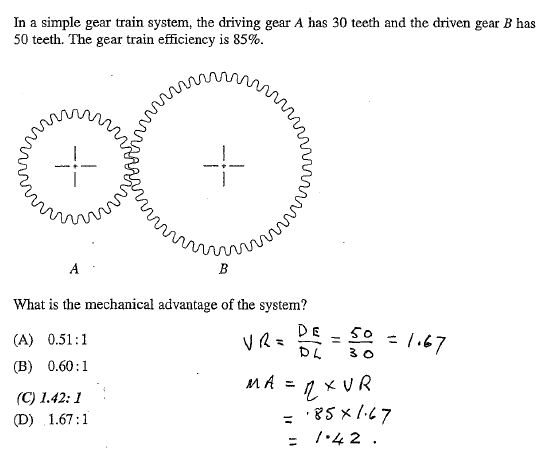 In a simple gear train system, the driving gear A has 30 teeth and the driven gear B has
50 teeth. The gear train efficiency is 85%.
A
B
What is the mechanical advantage of the system?
(A) 0.51:1
(B) 0.60:1
(C) 1.42: 1
(D) 1.67:1
VR = DE/DL = 50/30 = 1.67
MA = η × VR
= .85 × 1.67
= 1.42 .